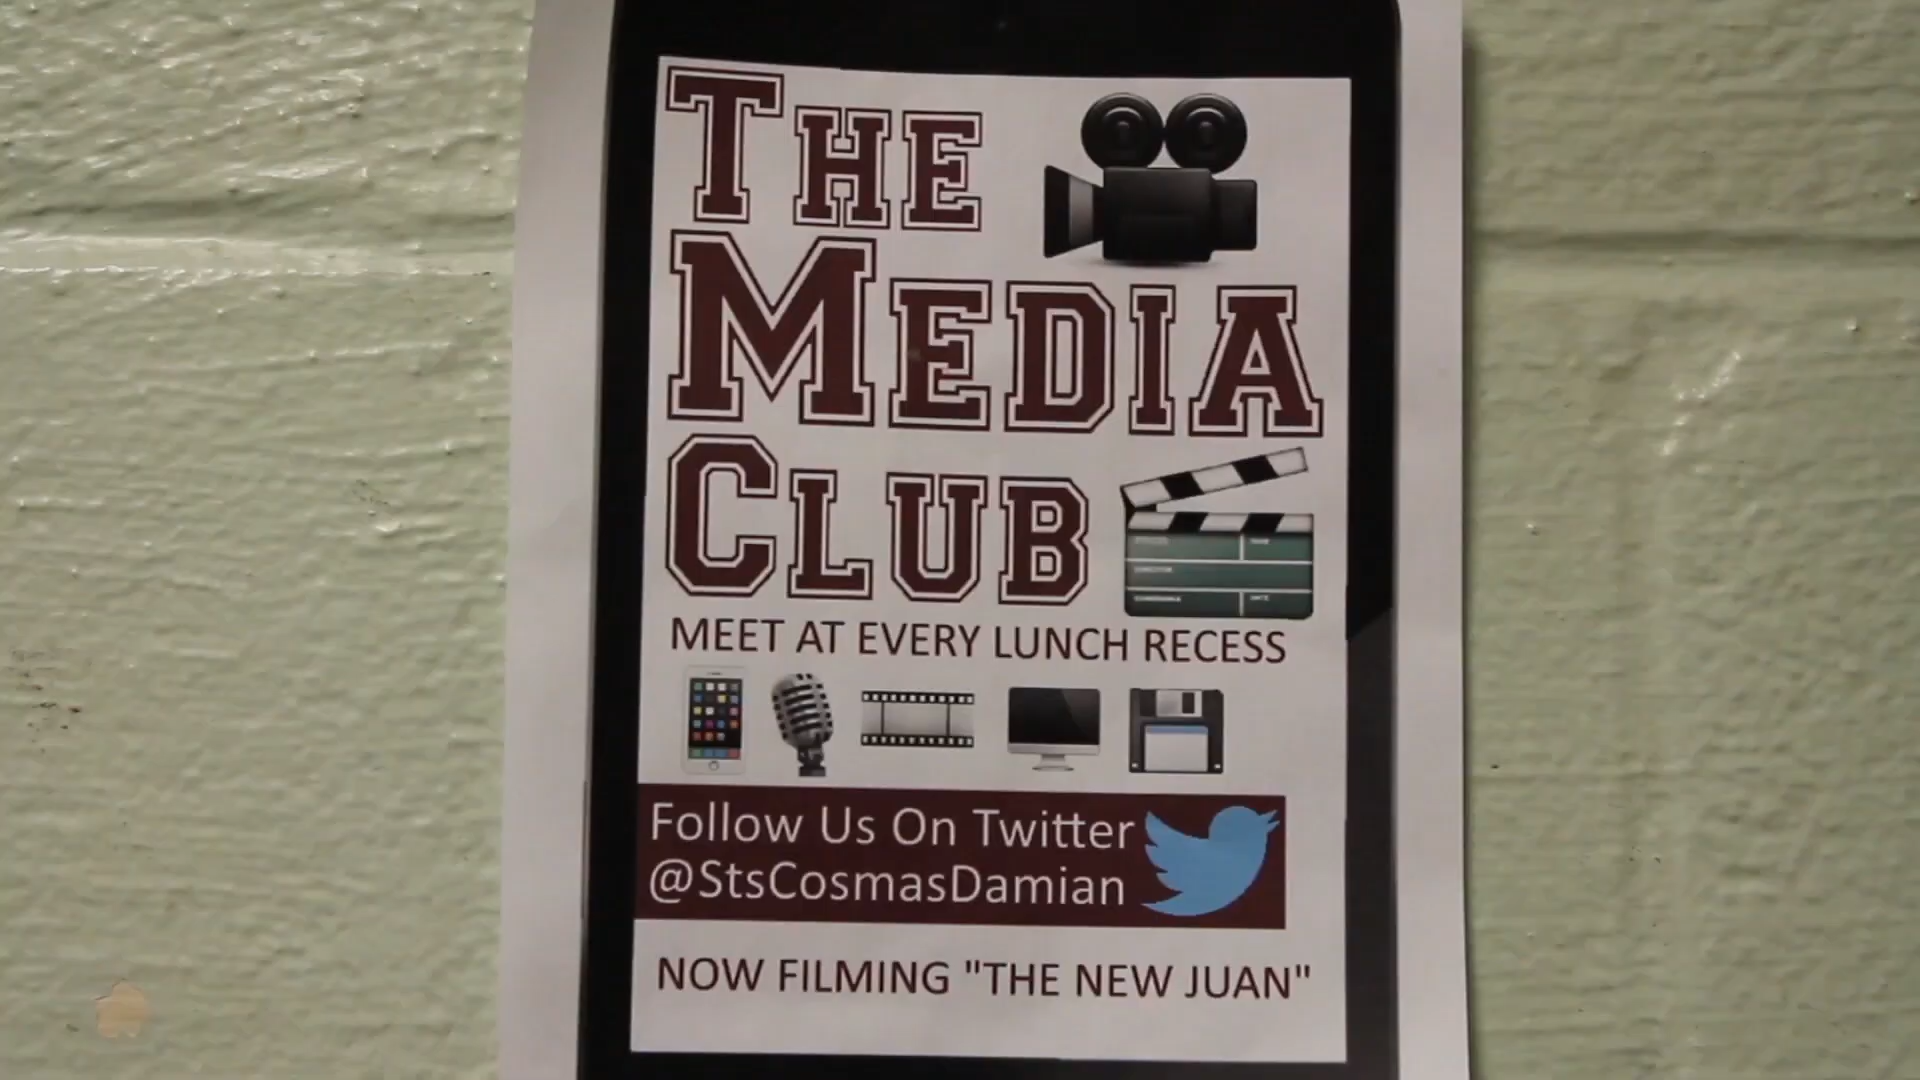 THE
MEDIA
CLUB
MEET AT EVERY LUNCH RECESS
Follow Us On Twitter
@StsCosmasDamian
NOW FILMING "THE NEW JUAN"